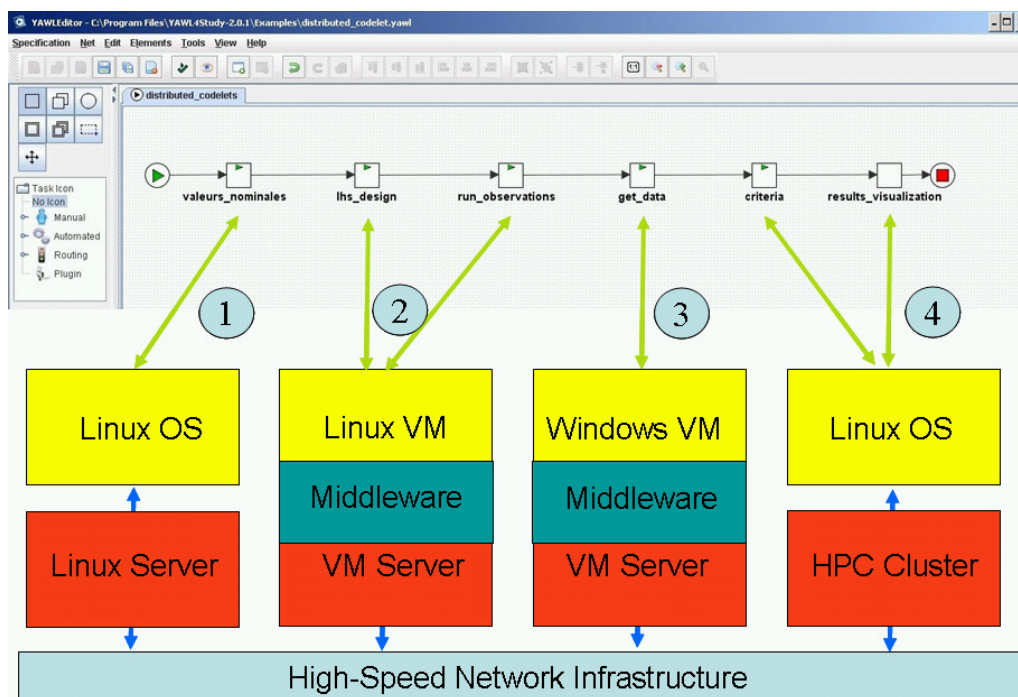 YAWLEditor - C:\Program Files\YAWL4Study-2.0.1\Examples\distributed_codelet.yawl
Specification Net Edit Elements Tools View Help
1:1
distributed_codelets
Task Icon
No Icon
Manual
Automated
Routing
Plugin
valeurs_nominales lhs_design run_observations get_data criteria results_visualization
1 2 3 4
Linux OS Linux VM Windows VM Linux OS
Middleware Middleware
Linux Server VM Server VM Server HPC Cluster
High-Speed Network Infrastructure